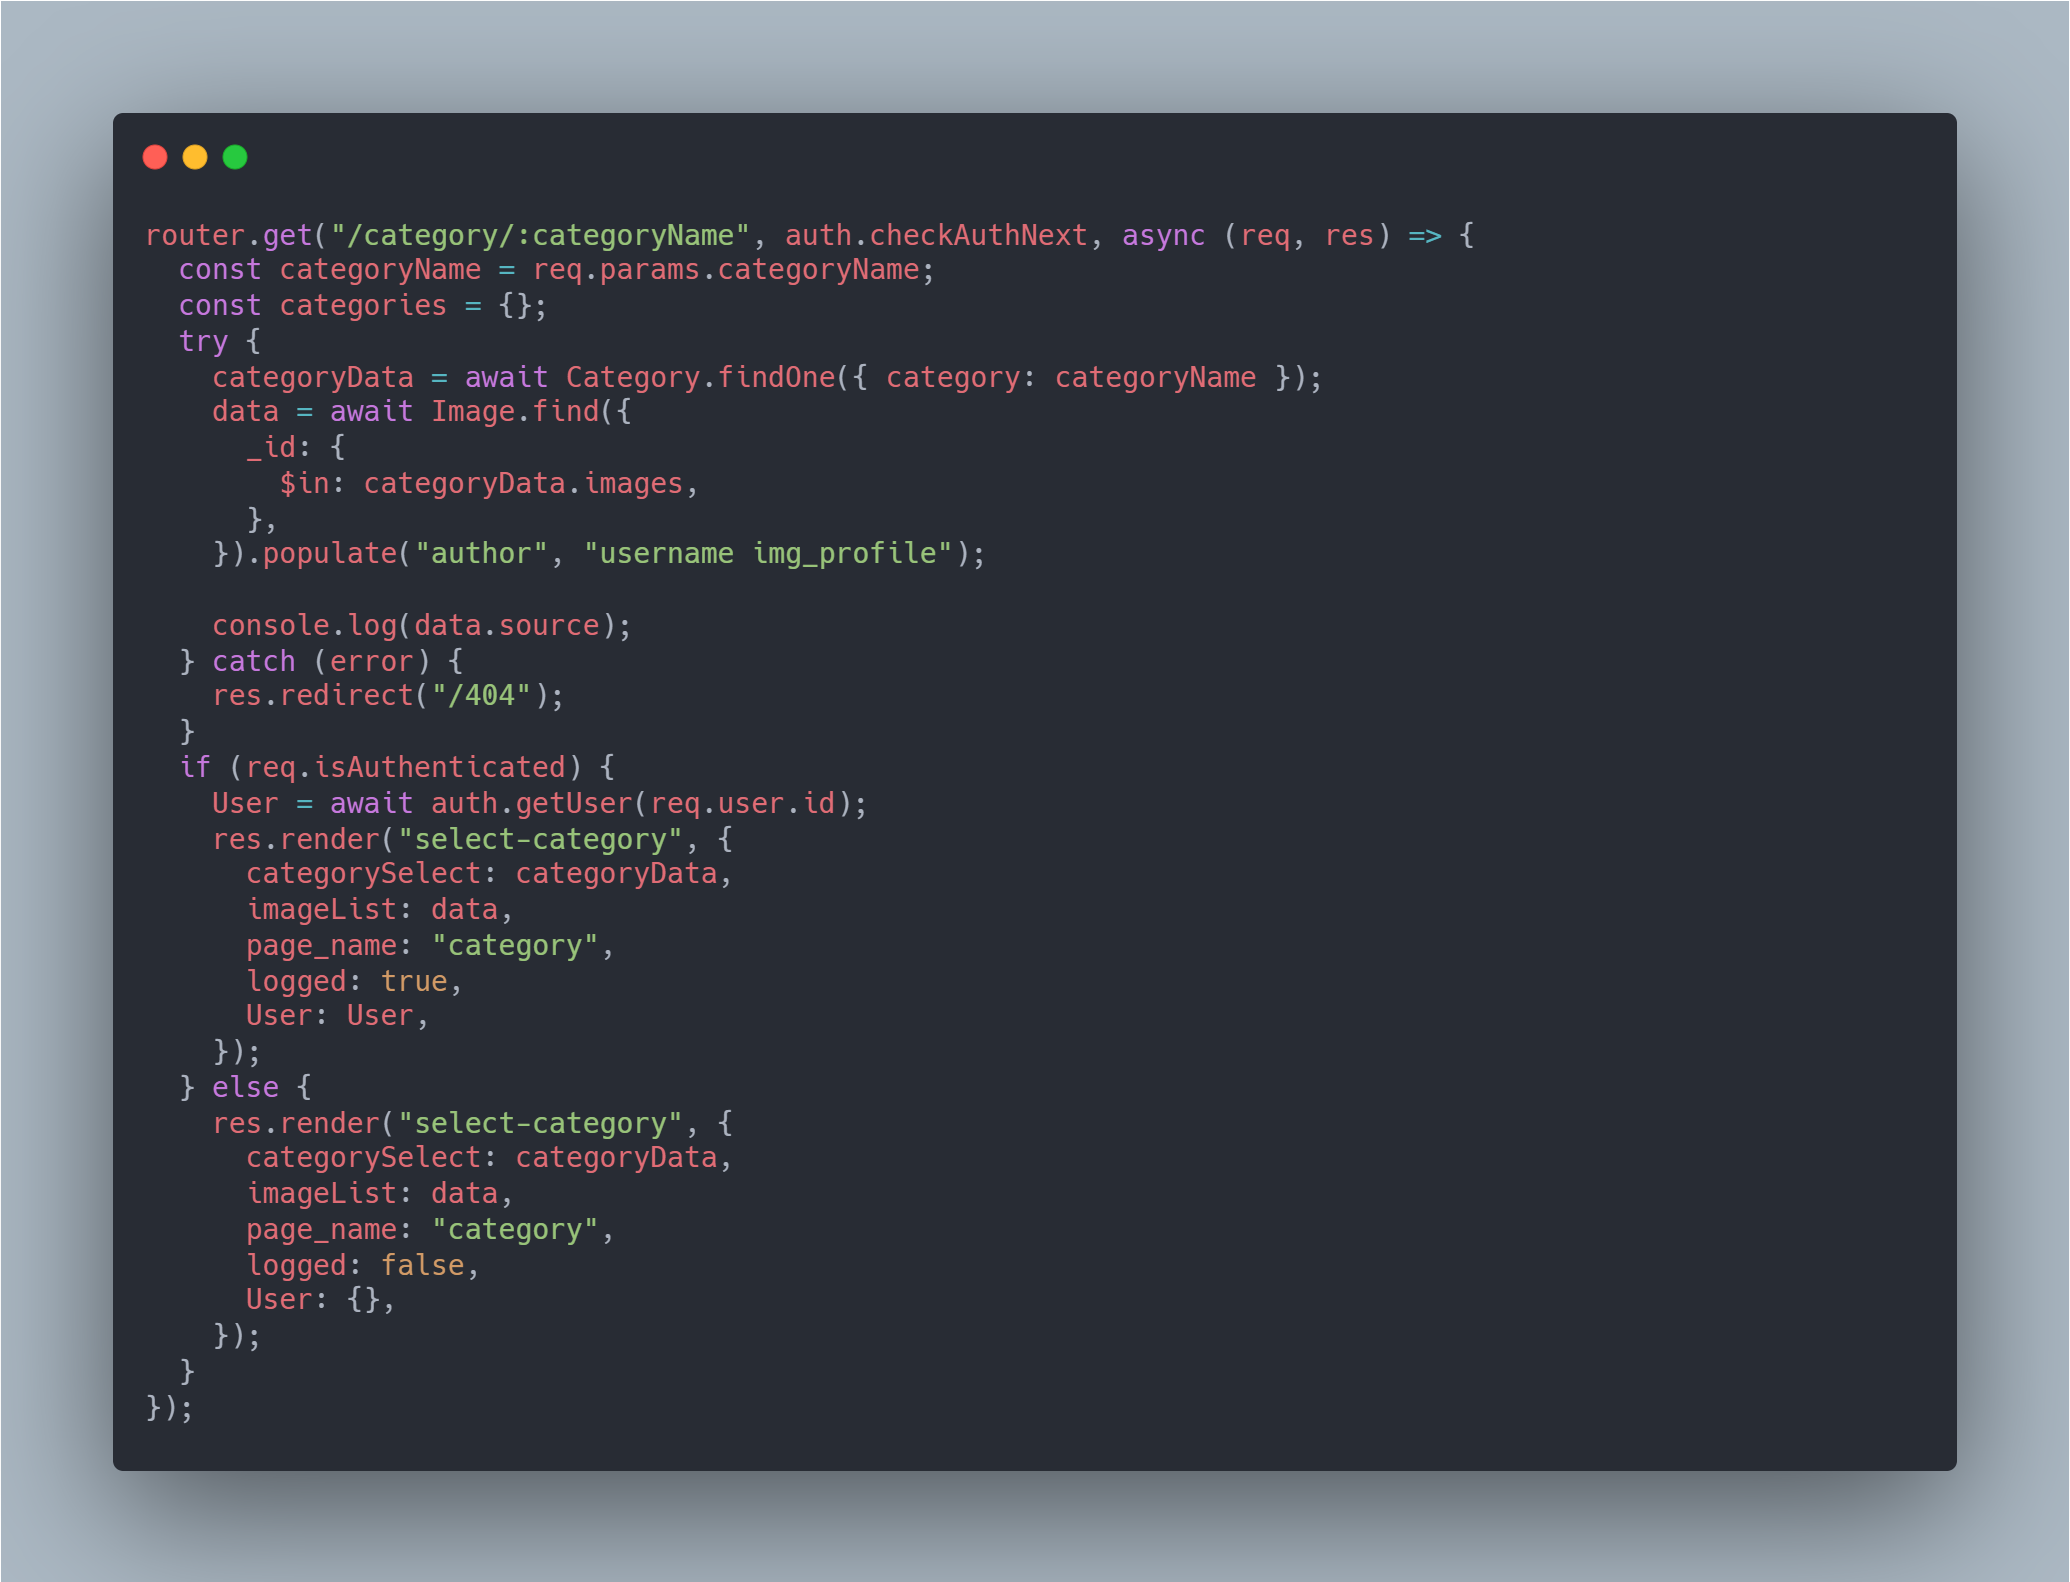 router.get("/category/:categoryName", auth.checkAuthNext, async (req, res) => {
  const categoryName = req.params.categoryName;
  const categories = {};
  try {
    categoryData = await Category.findOne({ category: categoryName });
    data = await Image.find({
      _id: {
        $in: categoryData.images,
      },
    }).populate("author", "username img_profile");

    console.log(data.source);
  } catch (error) {
    res.redirect("/404");
  }
  if (req.isAuthenticated) {
    User = await auth.getUser(req.user.id);
    res.render("select-category", {
      categorySelect: categoryData,
      imageList: data,
      page_name: "category",
      logged: true,
      User: User,
    });
  } else {
    res.render("select-category", {
      categorySelect: categoryData,
      imageList: data,
      page_name: "category",
      logged: false,
      User: {},
    });
  }
});